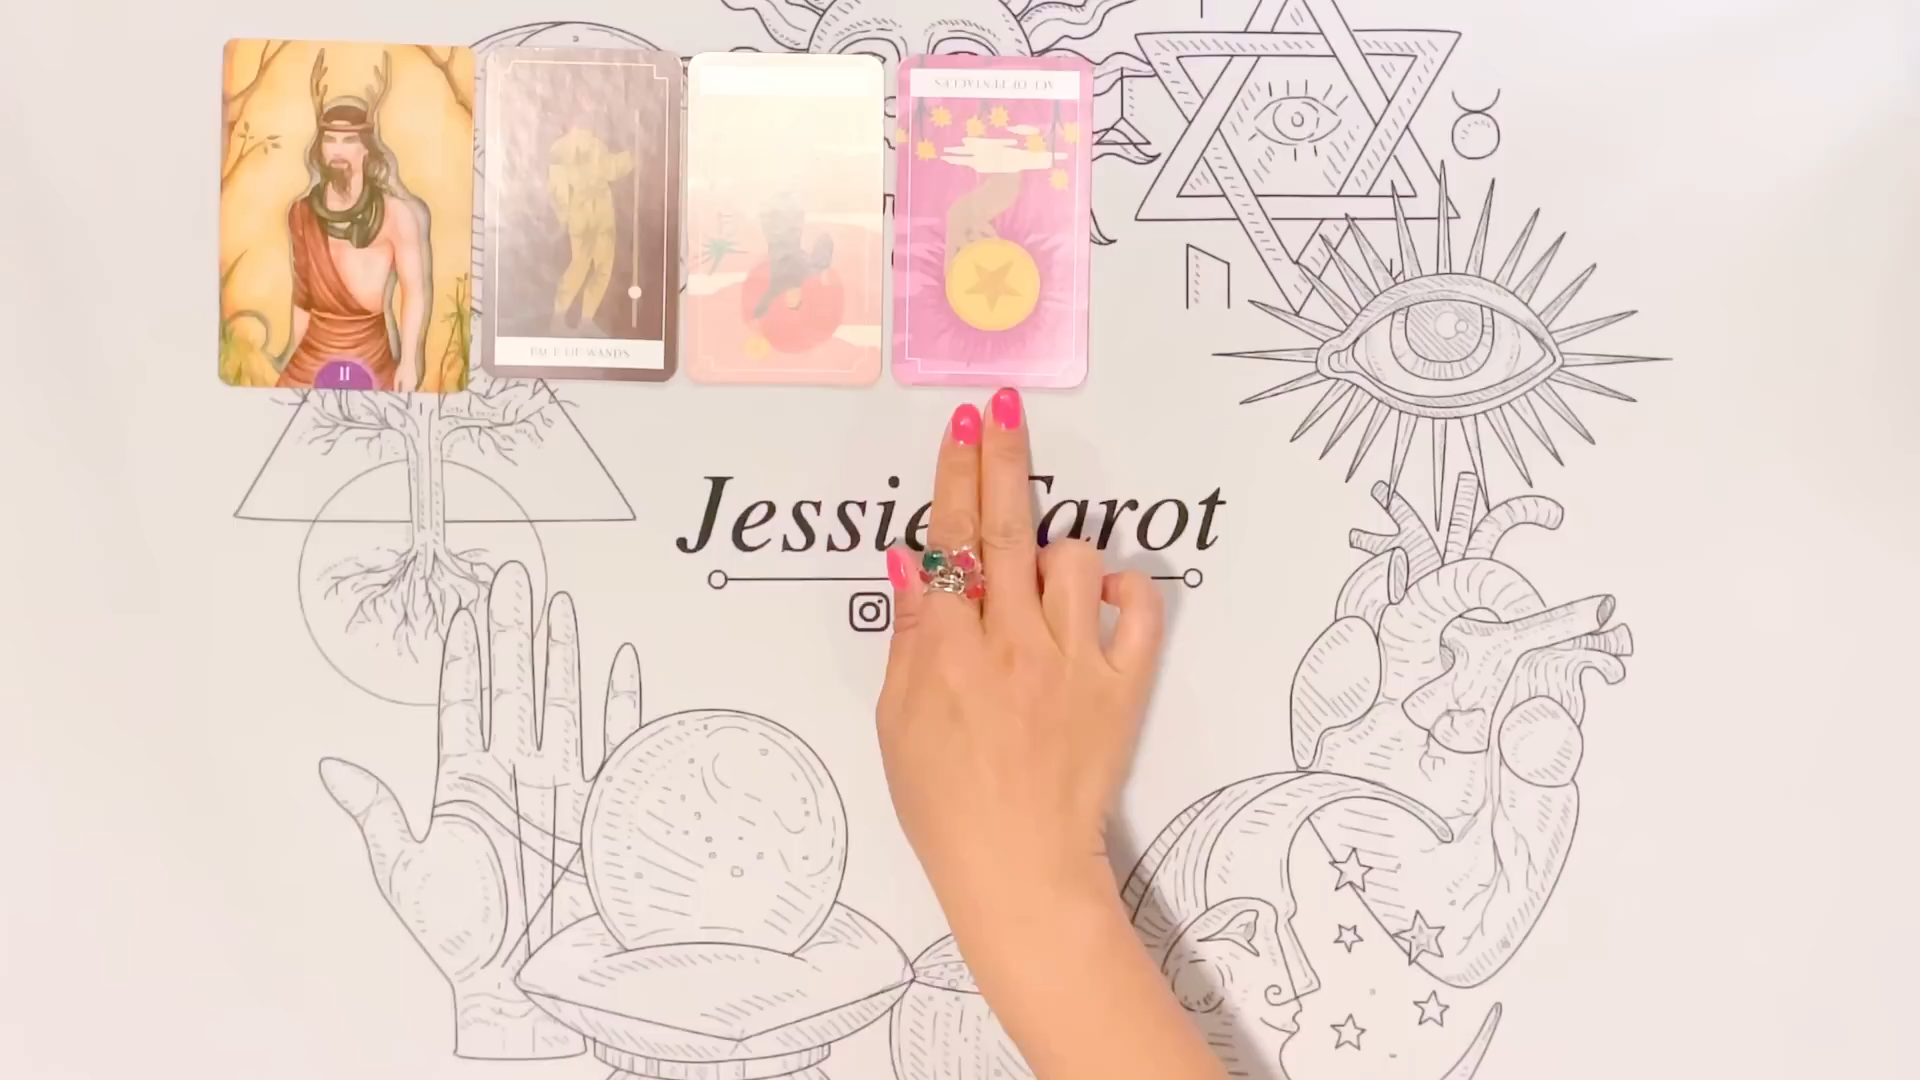 ACE OF PENTACLES
PAGE OF WANDS
II
Jessie Tarot